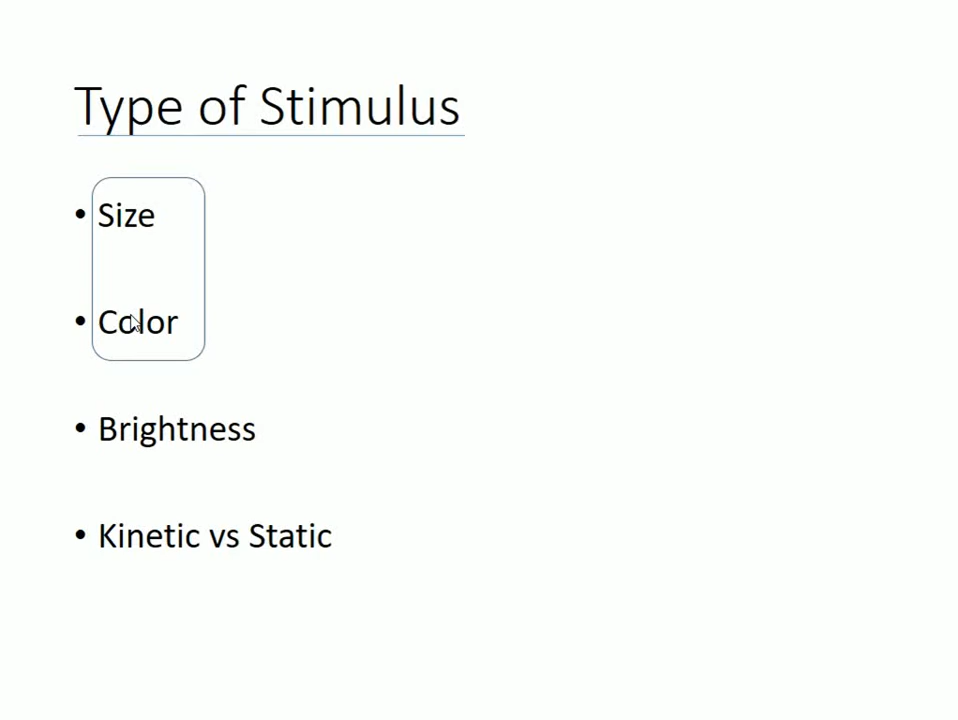 Type of Stimulus
• Size
• Color
• Brightness
• Kinetic vs Static